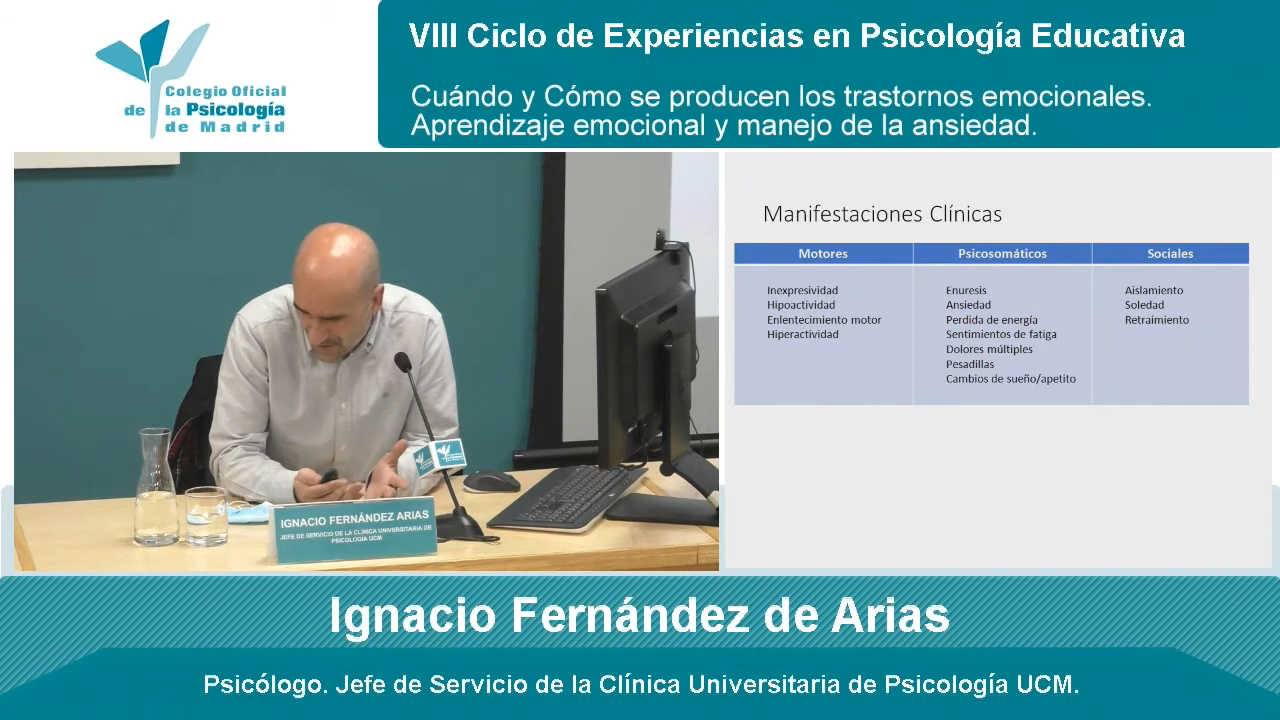 Colegio Oficial
de la Psicología
de Madrid
VIII Ciclo de Experiencias en Psicología Educativa
Cuándo y Cómo se producen los trastornos emocionales.
Aprendizaje emocional y manejo de la ansiedad.
Manifestaciones Clínicas
Motores Psicosomáticos Sociales
Inexpresividad Enuresis Aislamiento
Hipoactividad Ansiedad Soledad
Enlentecimiento motor Perdida de energía Retraimiento
Hiperactividad Sentimientos de fatiga
Dolores múltiples
Pesadillas
Cambios de sueño/apetito
IGNACIO FERNÁNDEZ ARIAS
JEFE DE SERVICIO DE LA CLÍNICA UNIVERSITARIA DE
PSICOLOGÍA UCM
Ignacio Fernández de Arias
Psicólogo. Jefe de Servicio de la Clínica Universitaria de Psicología UCM.